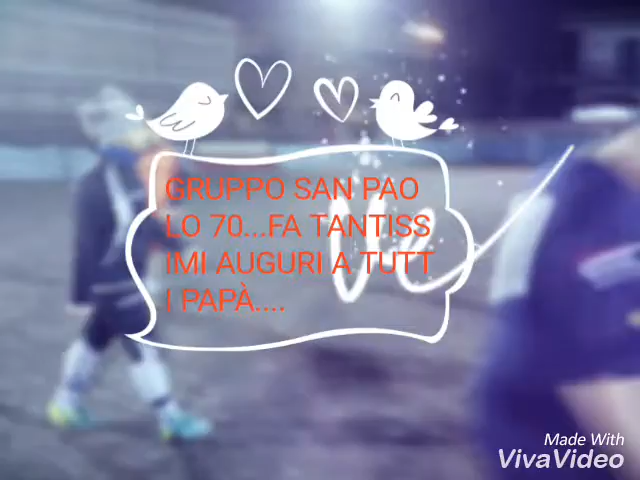 GRUPPO SAN PAO
LO 70...FA TANTISS
IMI AUGURI A TUTT
I PAPÀ....
Made With
VivaVideo